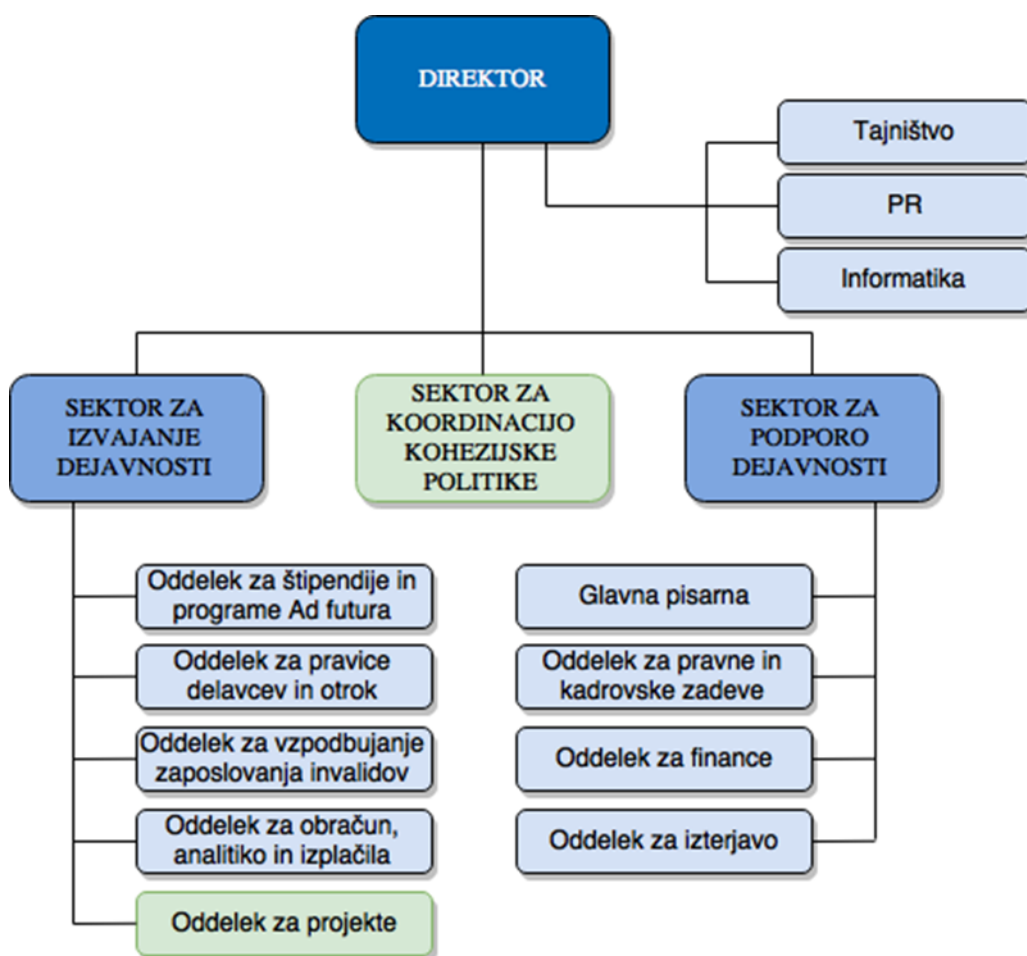 DIREKTOR
Tajništvo
PR
Informatika
SEKTOR ZA
IZVAJANJE
DEJAVNOSTI
SEKTOR ZA
KOORDINACIJO
KOHEZIJSKE
POLITIKE
SEKTOR ZA
PODPORO
DEJAVNOSTI
Oddelek za štipendije in
programe Ad futura
Oddelek za pravice
delavcev in otrok
Oddelek za vzpodbujanje
zaposlovanja invalidov
Oddelek za obračun,
analitiko in izplačila
Oddelek za projekte
Glavna pisarna
Oddelek za pravne in
kadrovske zadeve
Oddelek za finance
Oddelek za izterjavo